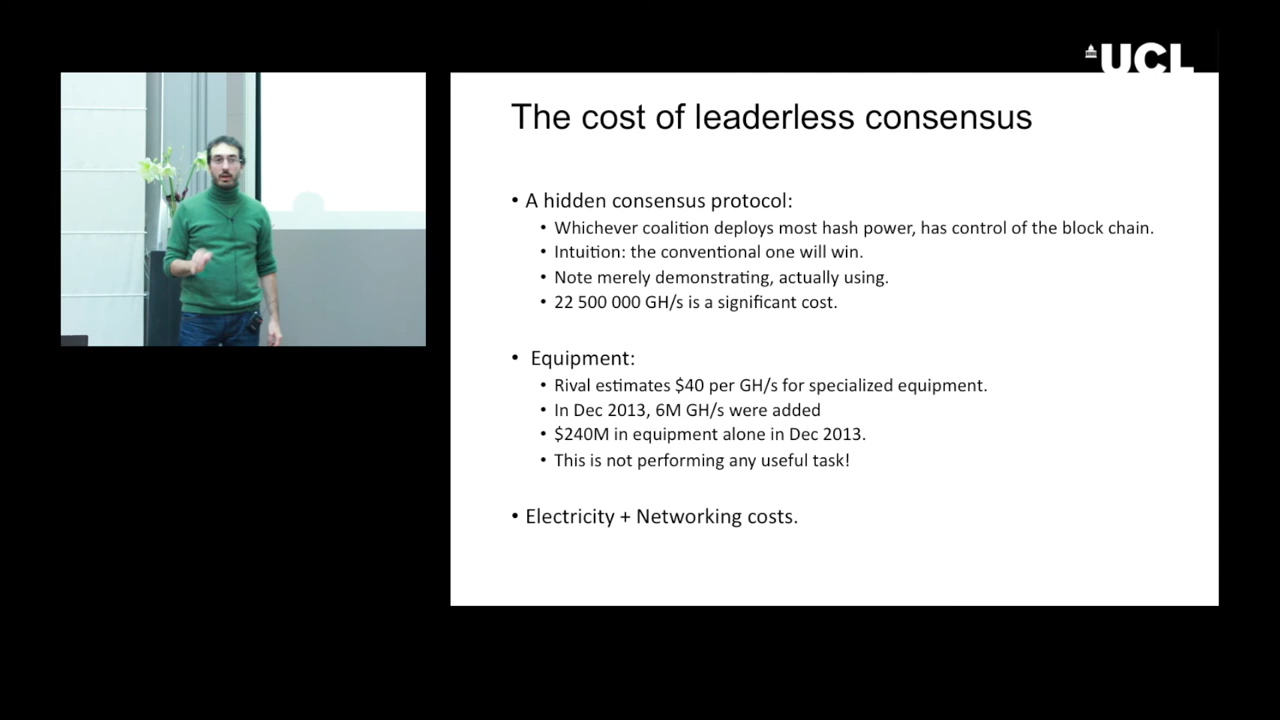 UCL
The cost of leaderless consensus
• A hidden consensus protocol:
• Whichever coalition deploys most hash power, has control of the block chain.
• Intuition: the conventional one will win.
• Note merely demonstrating, actually using.
• 22 500 000 GH/s is a significant cost.
• Equipment:
• Rival estimates $40 per GH/s for specialized equipment.
• In Dec 2013, 6M GH/s were added
• $240M in equipment alone in Dec 2013.
• This is not performing any useful task!
• Electricity + Networking costs.